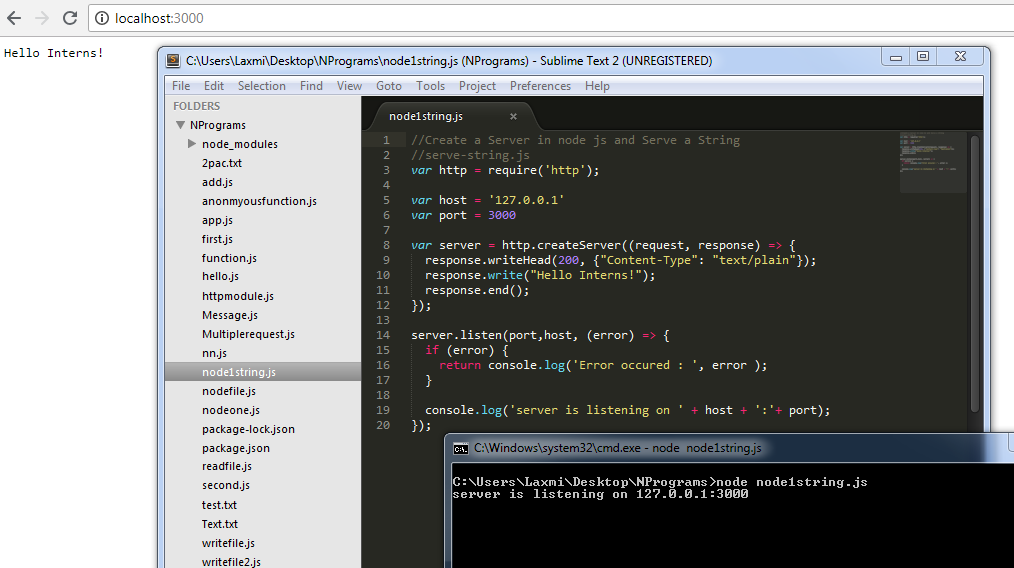 localhost:3000
Hello Interns!
C:\Users\Laxmi\Desktop\NPrograms\node1string.js (NPrograms) - Sublime Text 2 (UNREGISTERED)
File Edit Selection Find View Goto Tools Project Preferences Help
FOLDERS
NPrograms
node_modules
2pac.txt
add.js
anonmyousfunction.js
app.js
first.js
function.js
hello.js
httpmodule.js
Message.js
Multiplerequest.js
nn.js
node1string.js
nodefile.js
nodeone.js
package-lock.json
package.json
readfile.js
second.js
test.txt
Text.txt
writefile.js
writefile2.js
node1string.js
1 //Create a Server in node js and Serve a String
2 //serve-string.js
3 var http = require('http');
4
5 var host = '127.0.0.1'
6 var port = 3000
7
8 var server = http.createServer((request, response) => {
9 response.writeHead(200, {"Content-Type": "text/plain"});
10 response.write("Hello Interns!");
11 response.end();
12 });
13
14 server.listen(port,host, (error) => {
15 if (error) {
16 return console.log('Error occured : ', error );
17 }
18
19 console.log('server is listening on ' + host + ':'+ port);
20 });
C:\Windows\system32\cmd.exe - node node1string.js
C:\Users\Laxmi\Desktop\NPrograms>node node1string.js
server is listening on 127.0.0.1:3000